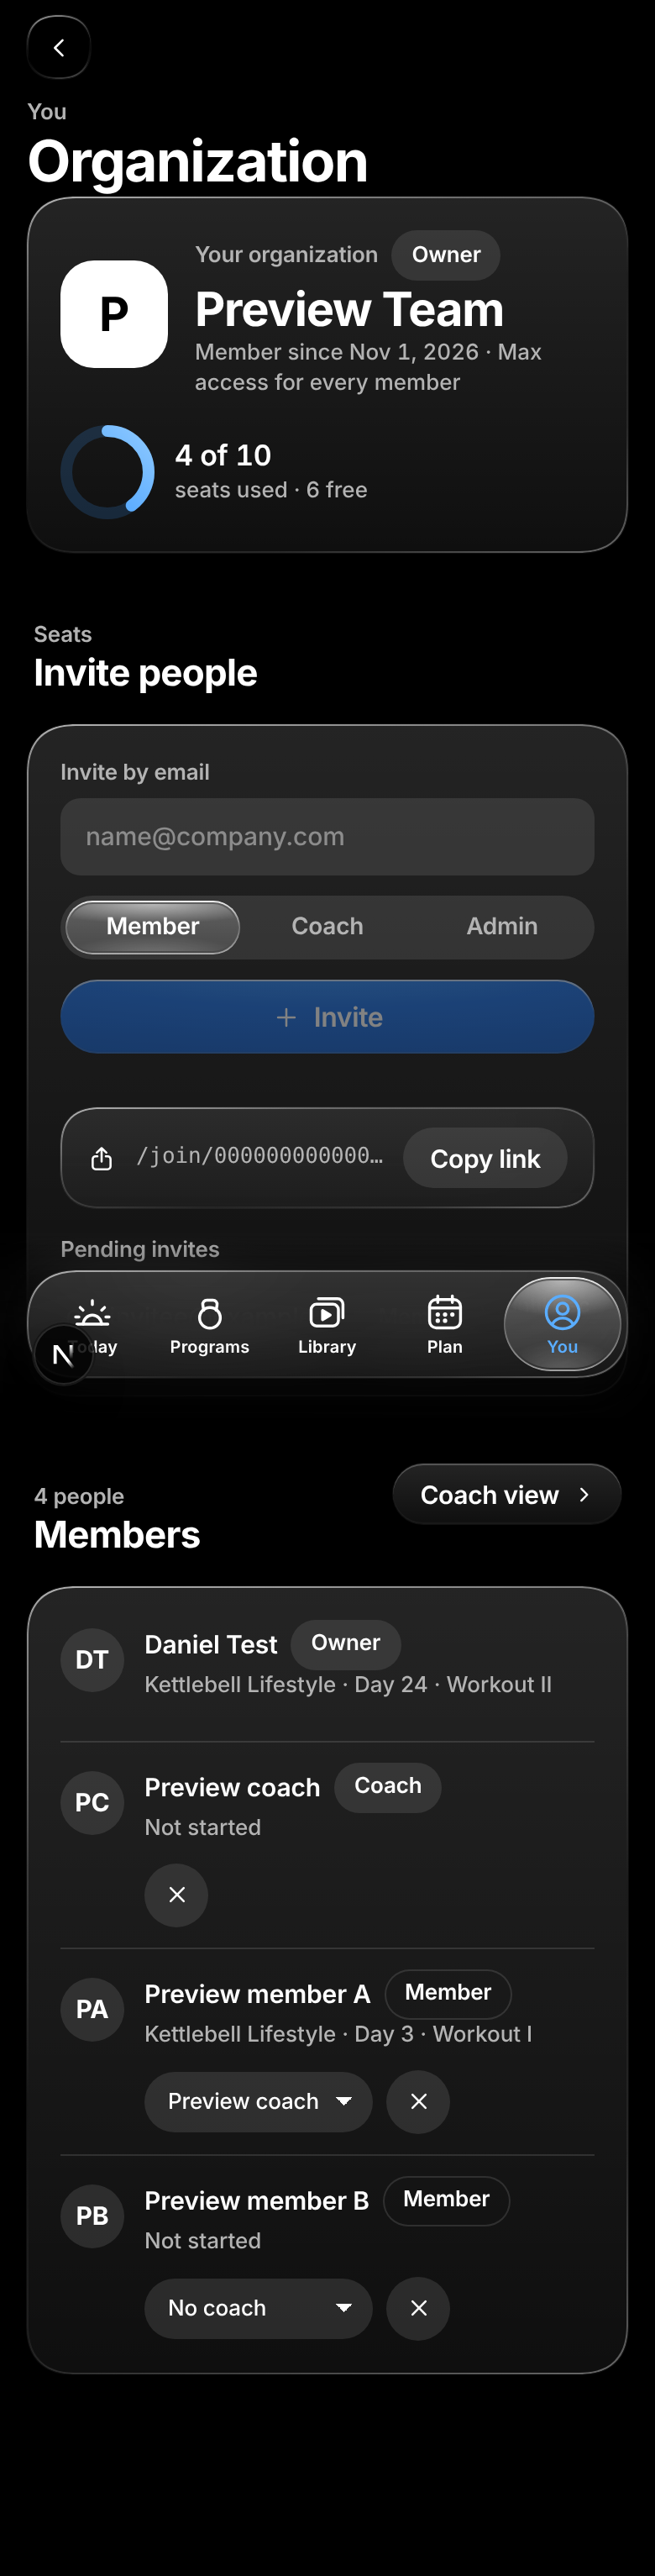 You
Organization
P
Your organization Owner
Preview Team
Member since Nov 1, 2026 · Max
access for every member
4 of 10
seats used · 6 free
Seats
Invite people
Invite by email
name@company.com
Member Coach Admin
+ Invite
/join/000000000000… Copy link
Pending invites
Today Programs Library Plan You
N
4 people
Members
Coach view
DT
Daniel Test Owner
Kettlebell Lifestyle · Day 24 · Workout II
PC
Preview coach Coach
Not started
PA
Preview member A Member
Kettlebell Lifestyle · Day 3 · Workout I
Preview coach
PB
Preview member B Member
Not started
No coach